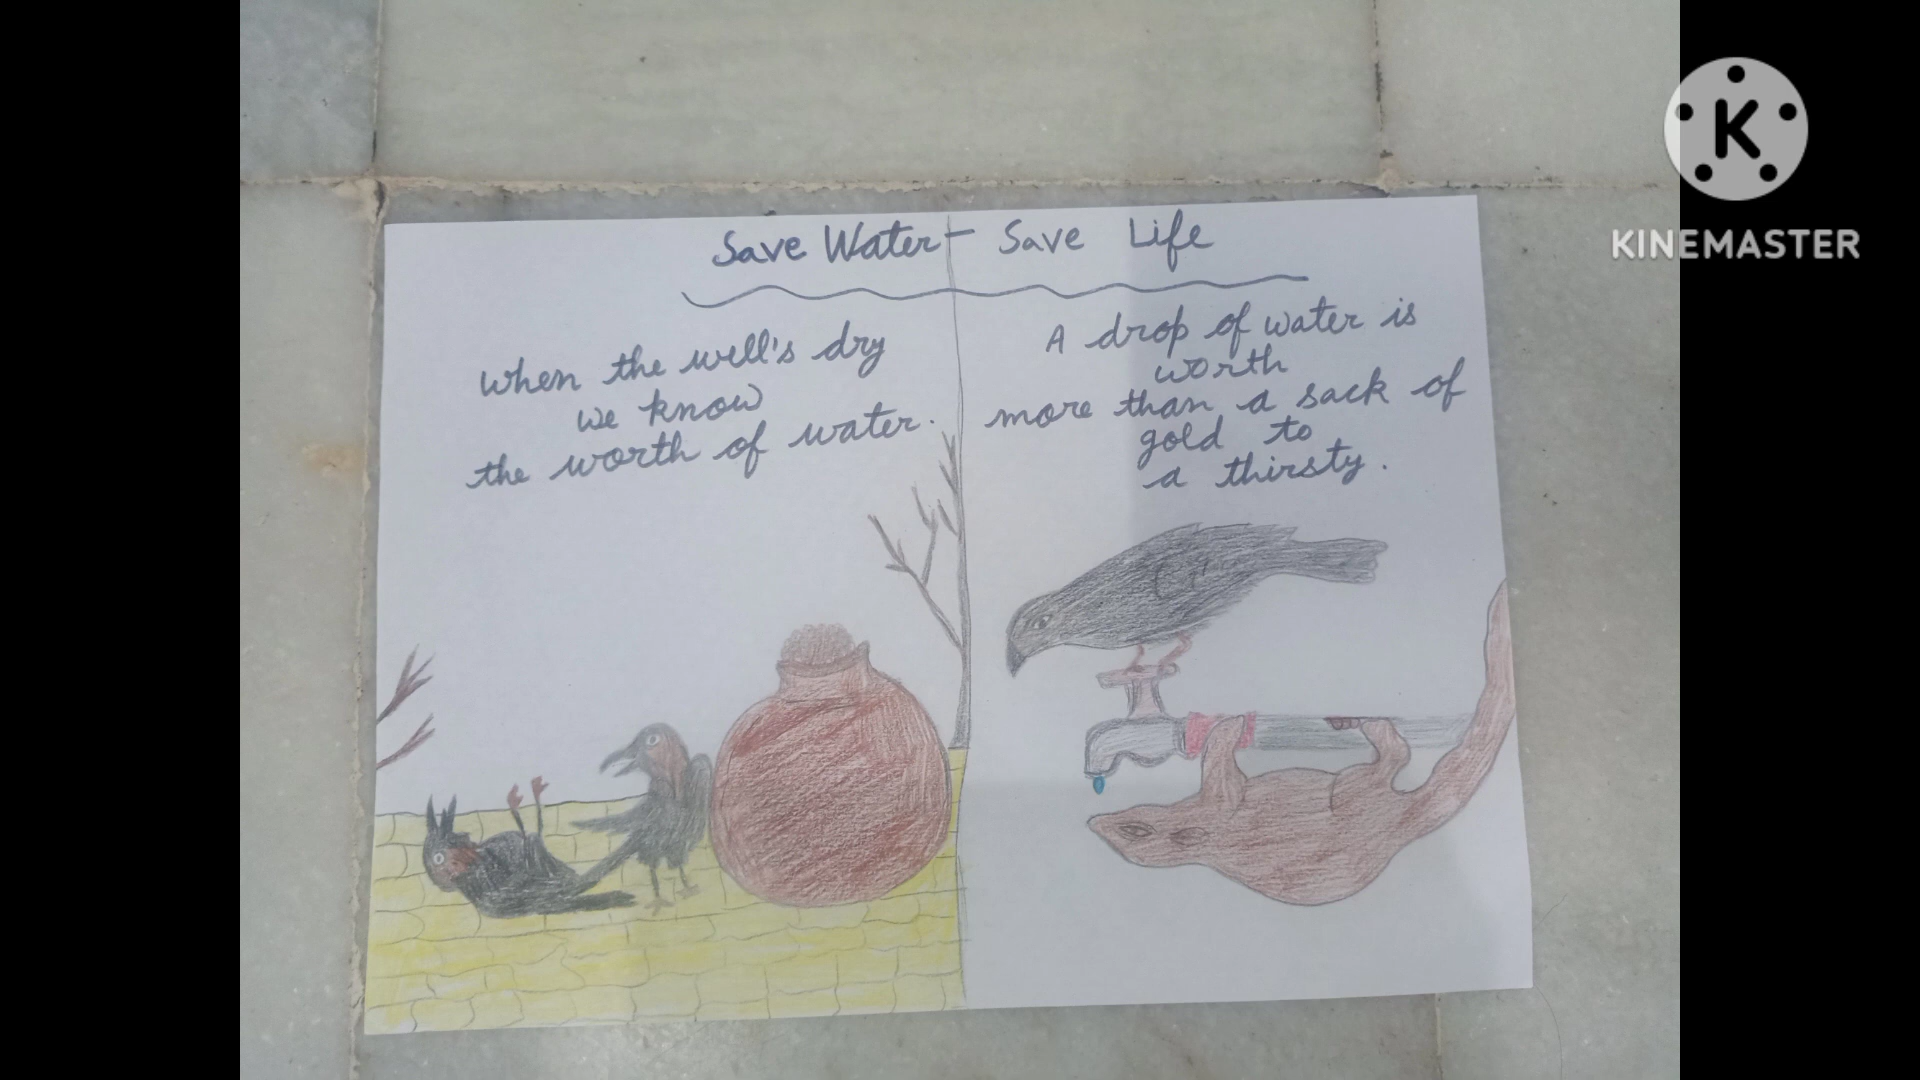 Save Water - Save Life
when the well's dry
we know
the worth of water.
A drop of water is
worth
more than a sack of
gold to
a thirsty.
K
KINEMASTER